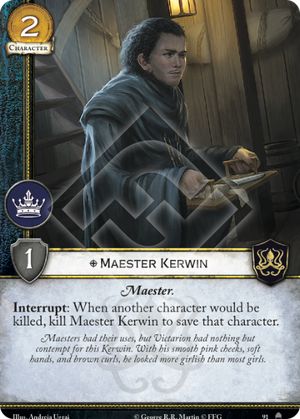 2
CHARACTER
1
MAESTER KERWIN
Maester.
Interrupt: When another character would be
killed, kill Maester Kerwin to save that character.
Maesters had their uses, but Victarion had nothing but
contempt for this Kerwin. With his smooth pink cheeks, soft
hands, and brown curls, he looked more girlish than most girls.
Illus. Andreia Ugrai © George R.R. Martin © FFG 91